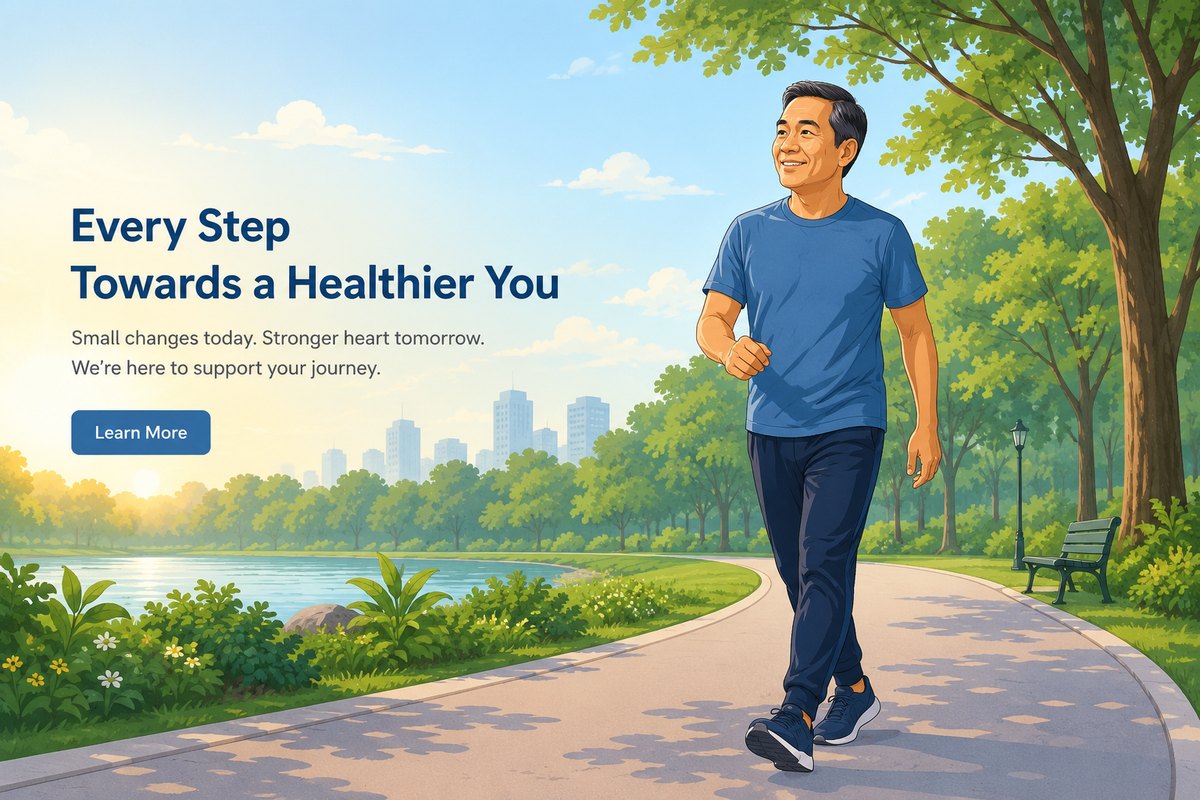 Every Step
Towards a Healthier You
Small changes today. Stronger heart tomorrow.
We’re here to support your journey.
Learn More